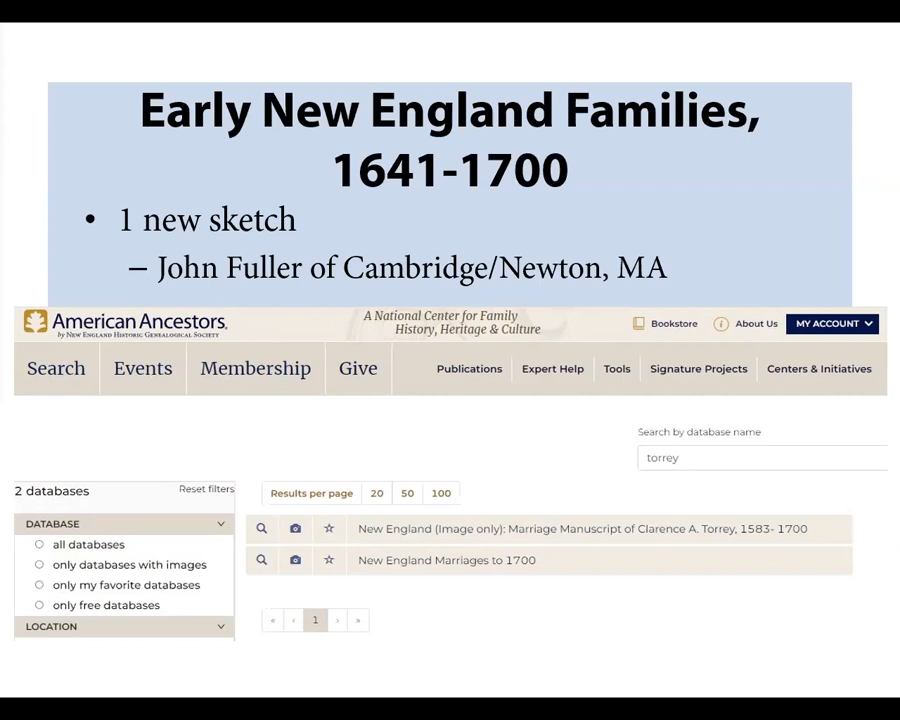 Early New England Families,
1641-1700
• 1 new sketch
– John Fuller of Cambridge/Newton, MA
American Ancestors
by NEW ENGLAND HISTORIC GENEALOGICAL SOCIETY
A National Center for Family
History, Heritage & Culture
Bookstore
About Us
MY ACCOUNT
Search Events Membership Give Publications Expert Help Tools Signature Projects Centers & Initiatives
Search by database name
torrey
2 databases Reset filters
DATABASE
all databases
only databases with images
only my favorite databases
only free databases
LOCATION
Results per page 20 50 100
New England (Image only): Marriage Manuscript of Clarence A. Torrey, 1583- 1700
New England Marriages to 1700
« ‹ 1 › »